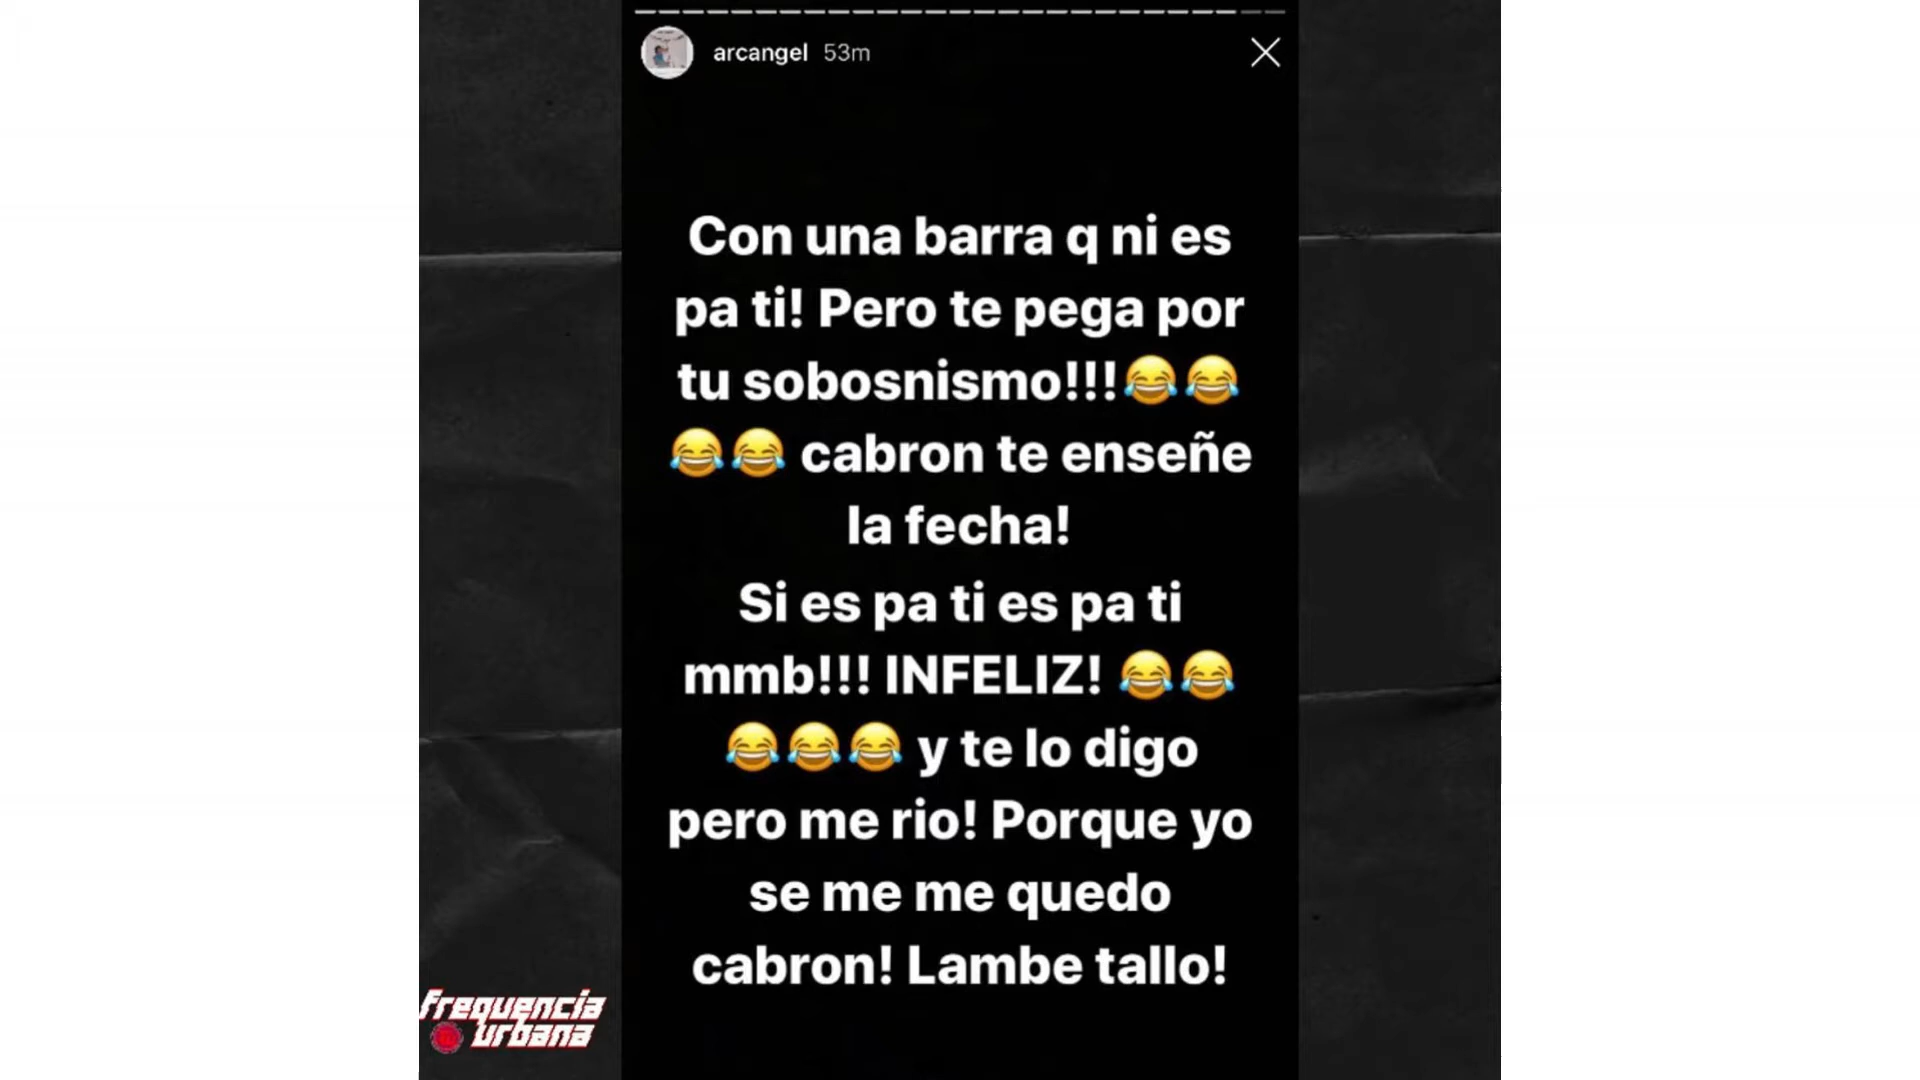 arcangel 53m
Con una barra q ni es
pa ti! Pero te pega por
tu sobosnismo!!!😂😂
😂😂 cabron te enseñe
la fecha!
Si es pa ti es pa ti
mmb!!! INFELIZ! 😂😂
😂😂😂 y te lo digo
pero me rio! Porque yo
se me me quedo
cabron! Lambe tallo!
frequencia
urbana